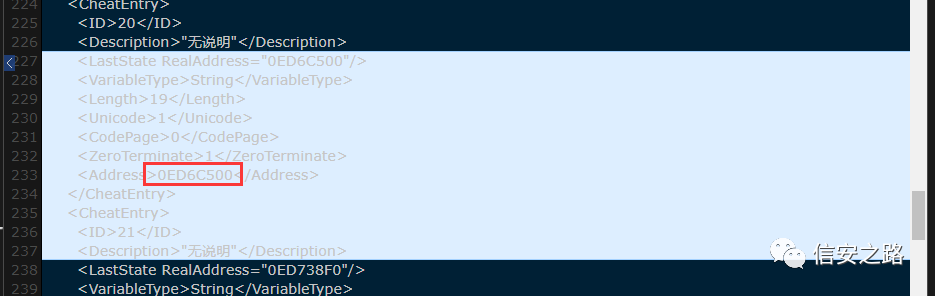 224 <CheatEntry>
225 <ID>20</ID>
226 <Description>"无说明"</Description>
227 <LastState RealAddress="0ED6C500"/>
228 <VariableType>String</VariableType>
229 <Length>19</Length>
230 <Unicode>1</Unicode>
231 <CodePage>0</CodePage>
232 <ZeroTerminate>1</ZeroTerminate>
233 <Address>0ED6C500</Address>
234 </CheatEntry>
235 <CheatEntry>
236 <ID>21</ID>
237 <Description>"无说明"</Description>
238 <LastState RealAddress="0ED738F0"/>
239 <VariableType>String</VariableType>
信安之路